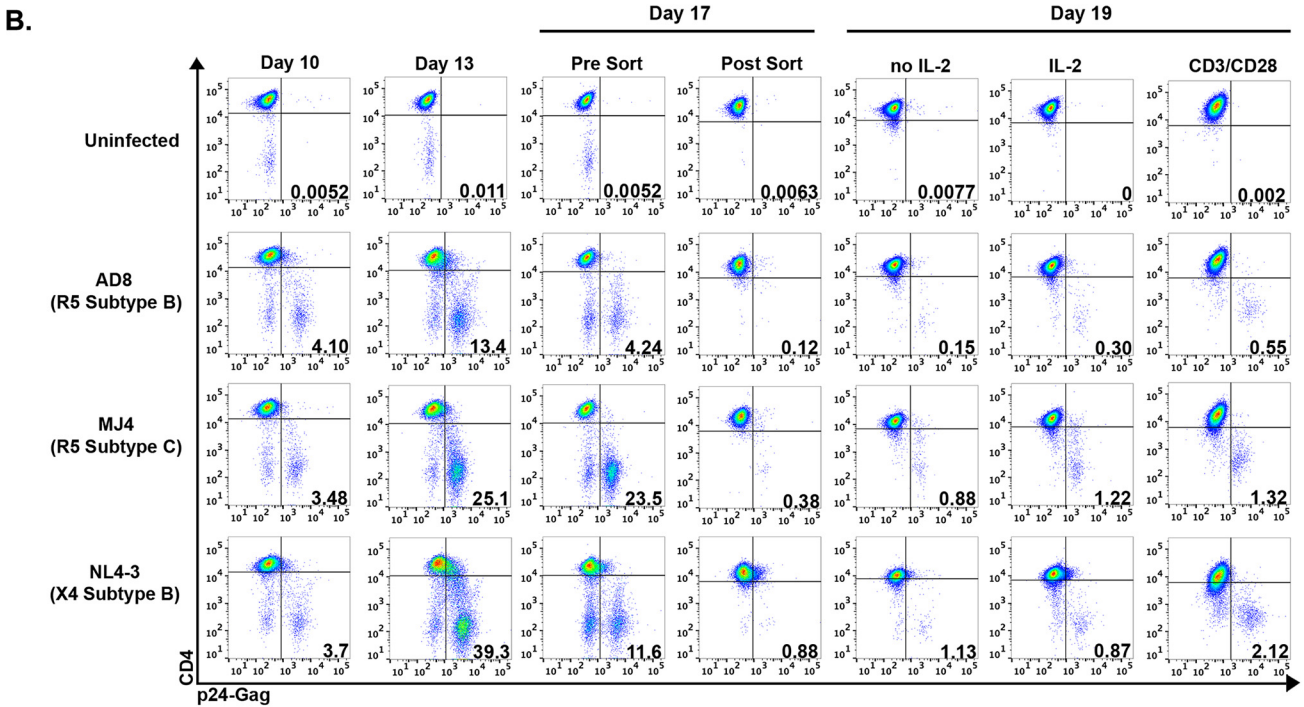 B.
Day 17
Day 19
Day 10
Day 13
Pre Sort
Post Sort
no IL-2
IL-2
CD3/CD28
Uninfected
0.0052
0.011
0.0052
0.0063
0.0077
0
0.002
AD8
(R5 Subtype B)
4.10
13.4
4.24
0.12
0.15
0.30
0.55
MJ4
(R5 Subtype C)
3.48
25.1
23.5
0.38
0.88
1.22
1.32
NL4-3
(X4 Subtype B)
3.7
39.3
11.6
0.88
1.13
0.87
2.12
CD4
p24-Gag